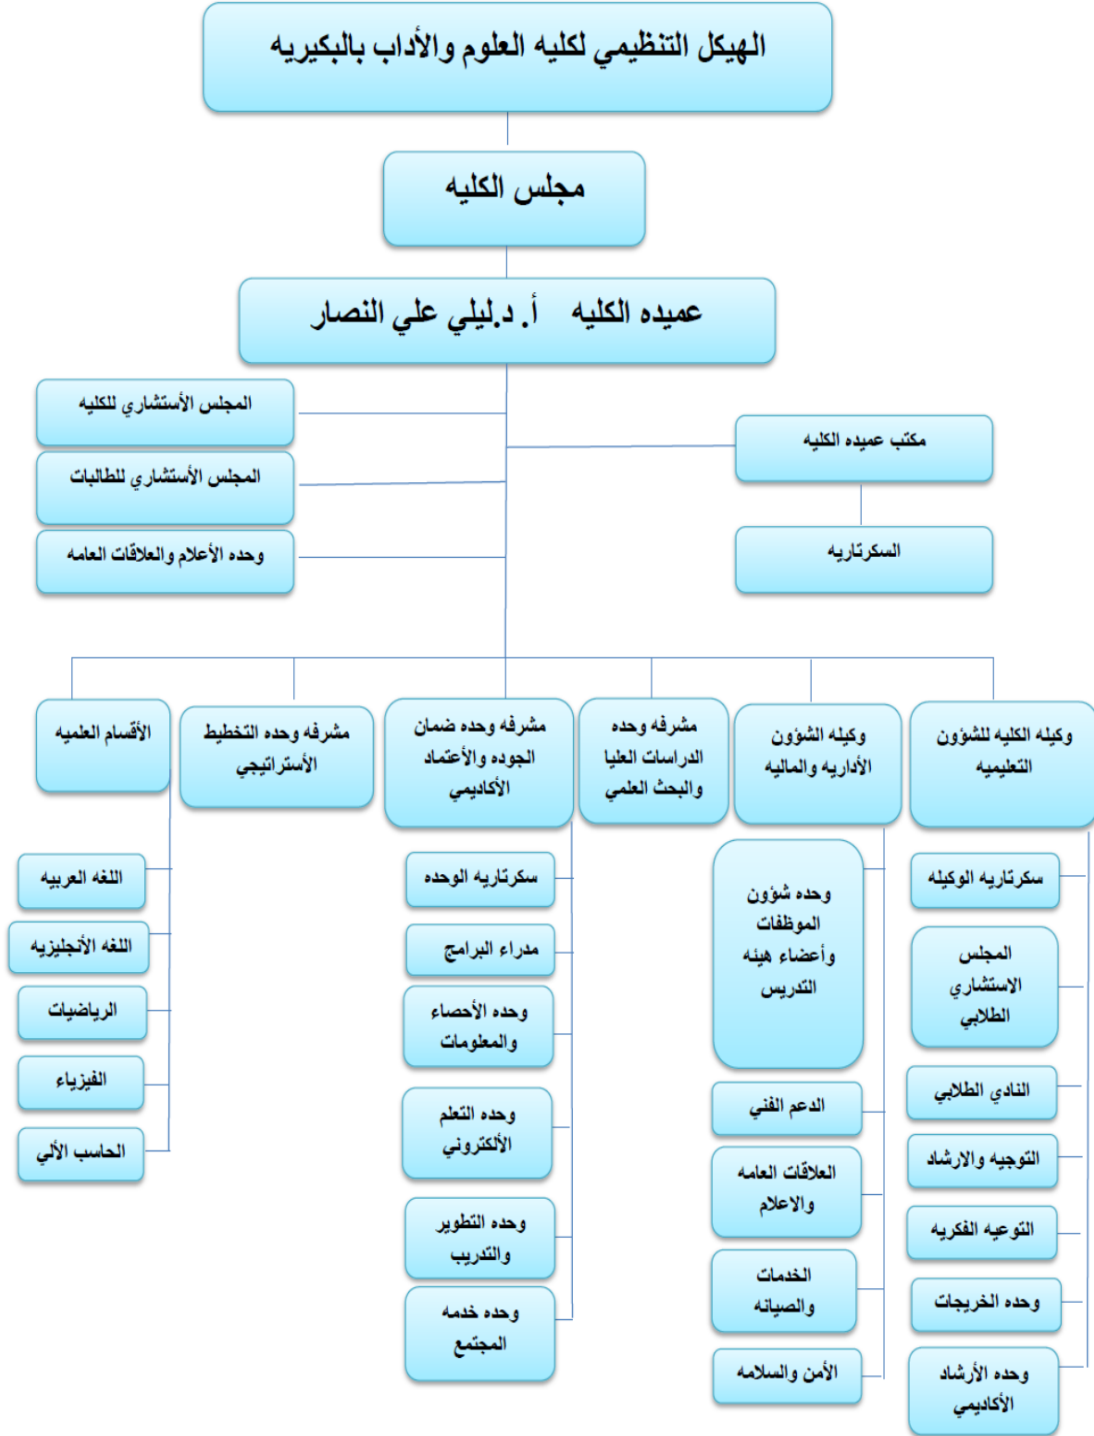 الهيكل التنظيمي لكليه العلوم والأداب بالبكيريه
مجلس الكليه
عميده الكليه أ. د.ليلي علي النصار
مكتب عميده الكليه
السكرتاريه
المجلس الأستشاري للكليه
المجلس الأستشاري للطالبات
وحده الأعلام والعلاقات العامه
وكيله الكليه للشؤون
التعليميه
سكرتاريه الوكيله
المجلس
الاستشاري
الطلابي
النادي الطلابي
التوجيه والارشاد
التوعيه الفكريه
وحده الخريجات
وحده الأرشاد
الأكاديمي
وكيله الشؤون
الأداريه والماليه
وحده شؤون
الموظفات
وأعضاء هيئه
التدريس
الدعم الفني
العلاقات العامه
والاعلام
الخدمات
والصيانه
الأمن والسلامه
مشرفه وحده
الدراسات العليا
والبحث العلمي
مشرفه وحده ضمان
الجوده والأعتماد
الأكاديمي
سكرتاريه الوحده
مدراء البرامج
وحده الأحصاء
والمعلومات
وحده التعلم
الألكتروني
وحده التطوير
والتدريب
وحده خدمه
المجتمع
مشرفه وحده التخطيط
الأستراتيجي
الأقسام العلميه
اللغه العربيه
اللغه الأنجليزيه
الرياضيات
الفيزياء
الحاسب الألي